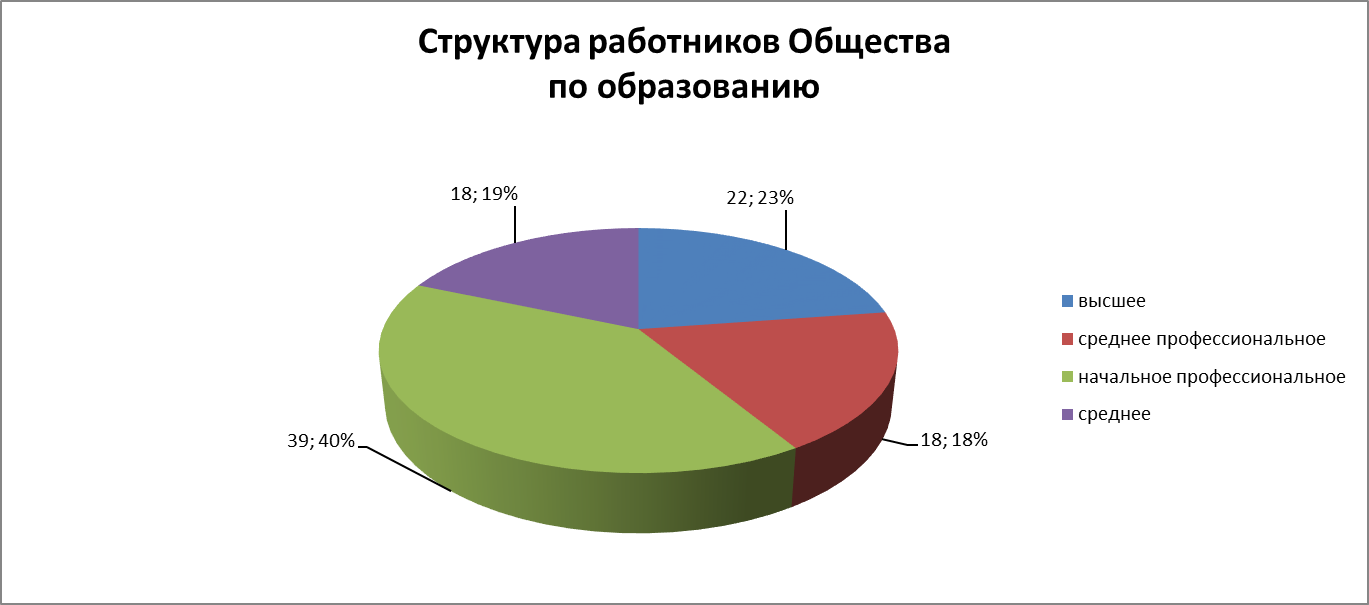 Структура работников Общества
по образованию
18; 19%
22; 23%
39; 40%
18; 18%
высшее
среднее профессиональное
начальное профессиональное
среднее